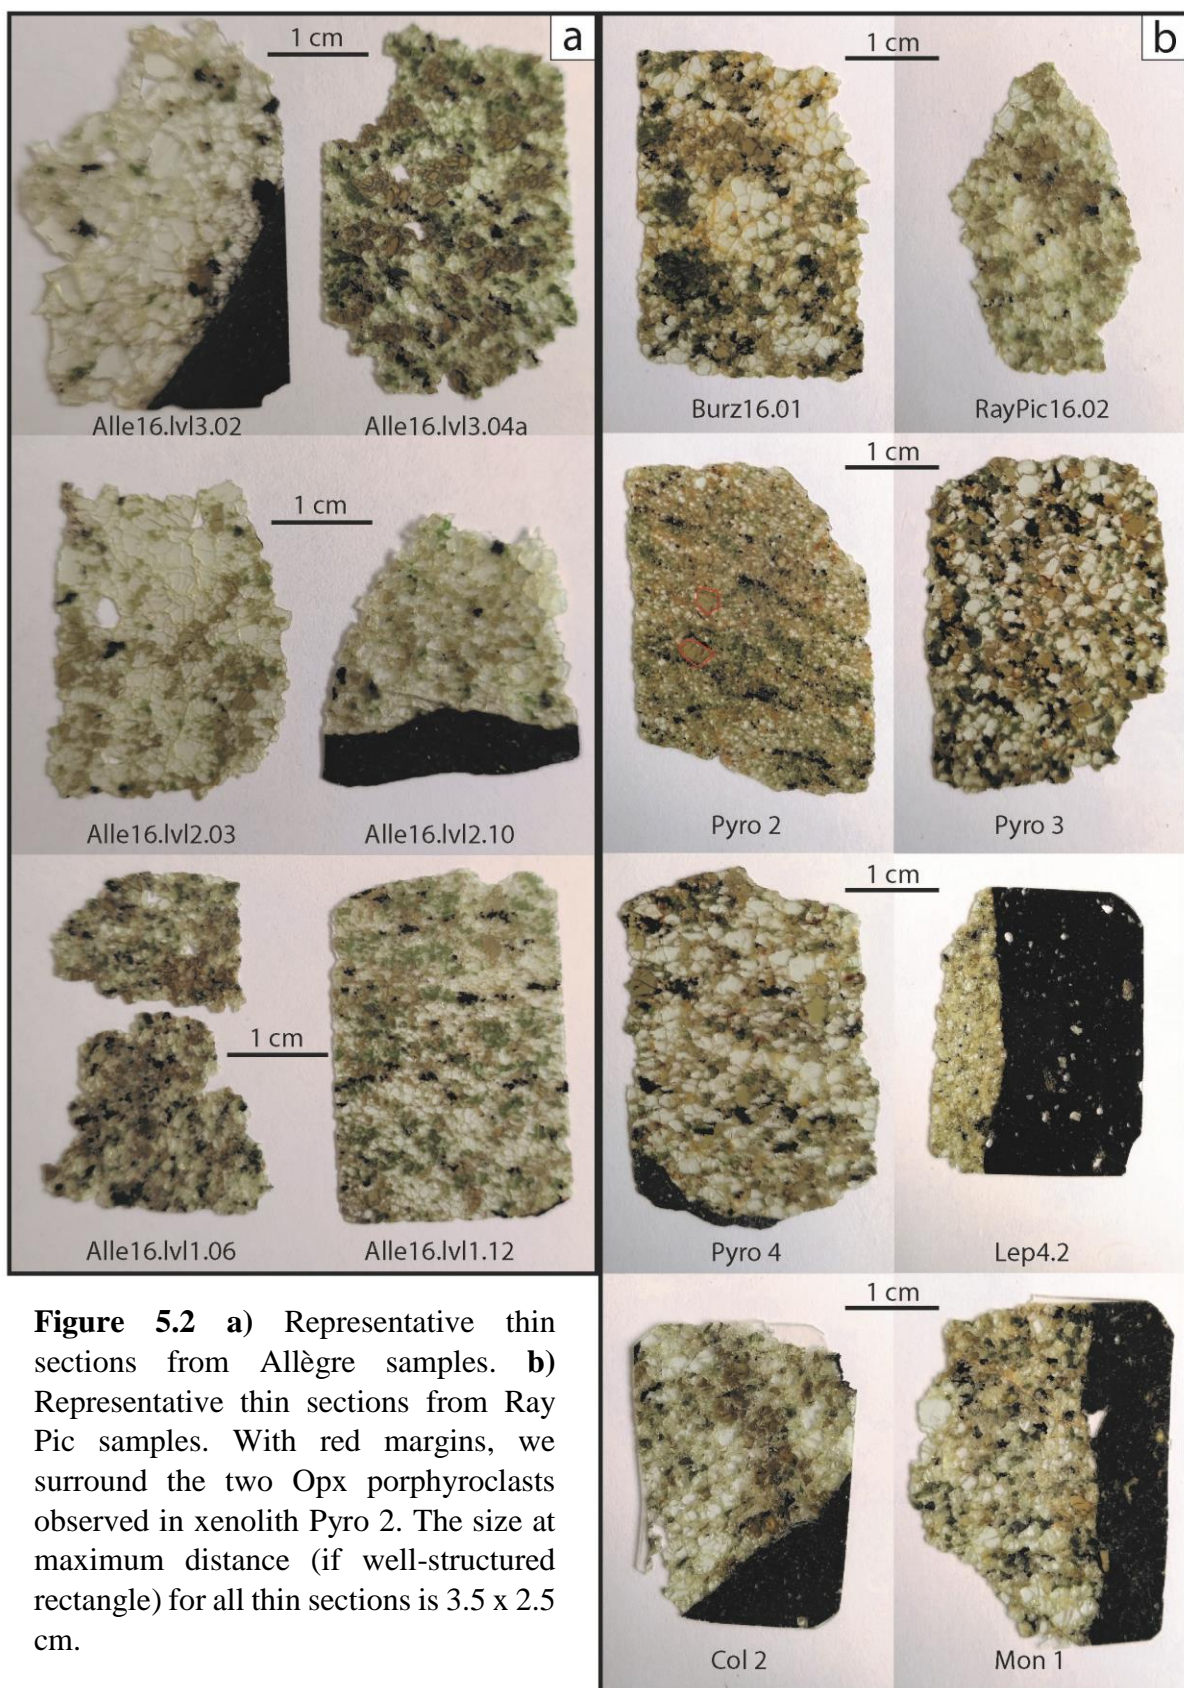 1 cm
a
Alle16.lvl3.02
Alle16.lvl3.04a
1 cm
Alle16.lvl2.03
Alle16.lvl2.10
1 cm
Alle16.lvl1.06
Alle16.lvl1.12
1 cm
b
Burz16.01
RayPic16.02
1 cm
Pyro 2
Pyro 3
1 cm
Pyro 4
Lep4.2
1 cm
Col 2
Mon 1
Figure 5.2 a) Representative thin
sections from Allègre samples. b)
Representative thin sections from Ray
Pic samples. With red margins, we
surround the two Opx porphyroclasts
observed in xenolith Pyro 2. The size at
maximum distance (if well-structured
rectangle) for all thin sections is 3.5 x 2.5
cm.